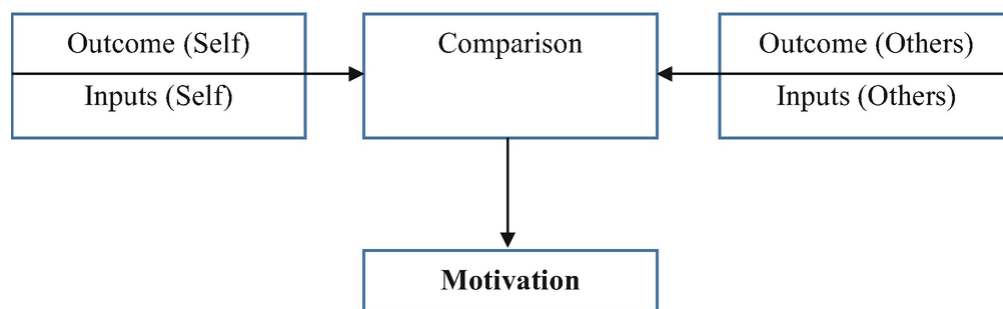 Outcome (Self)
Inputs (Self)
Comparison
Outcome (Others)
Inputs (Others)
Motivation